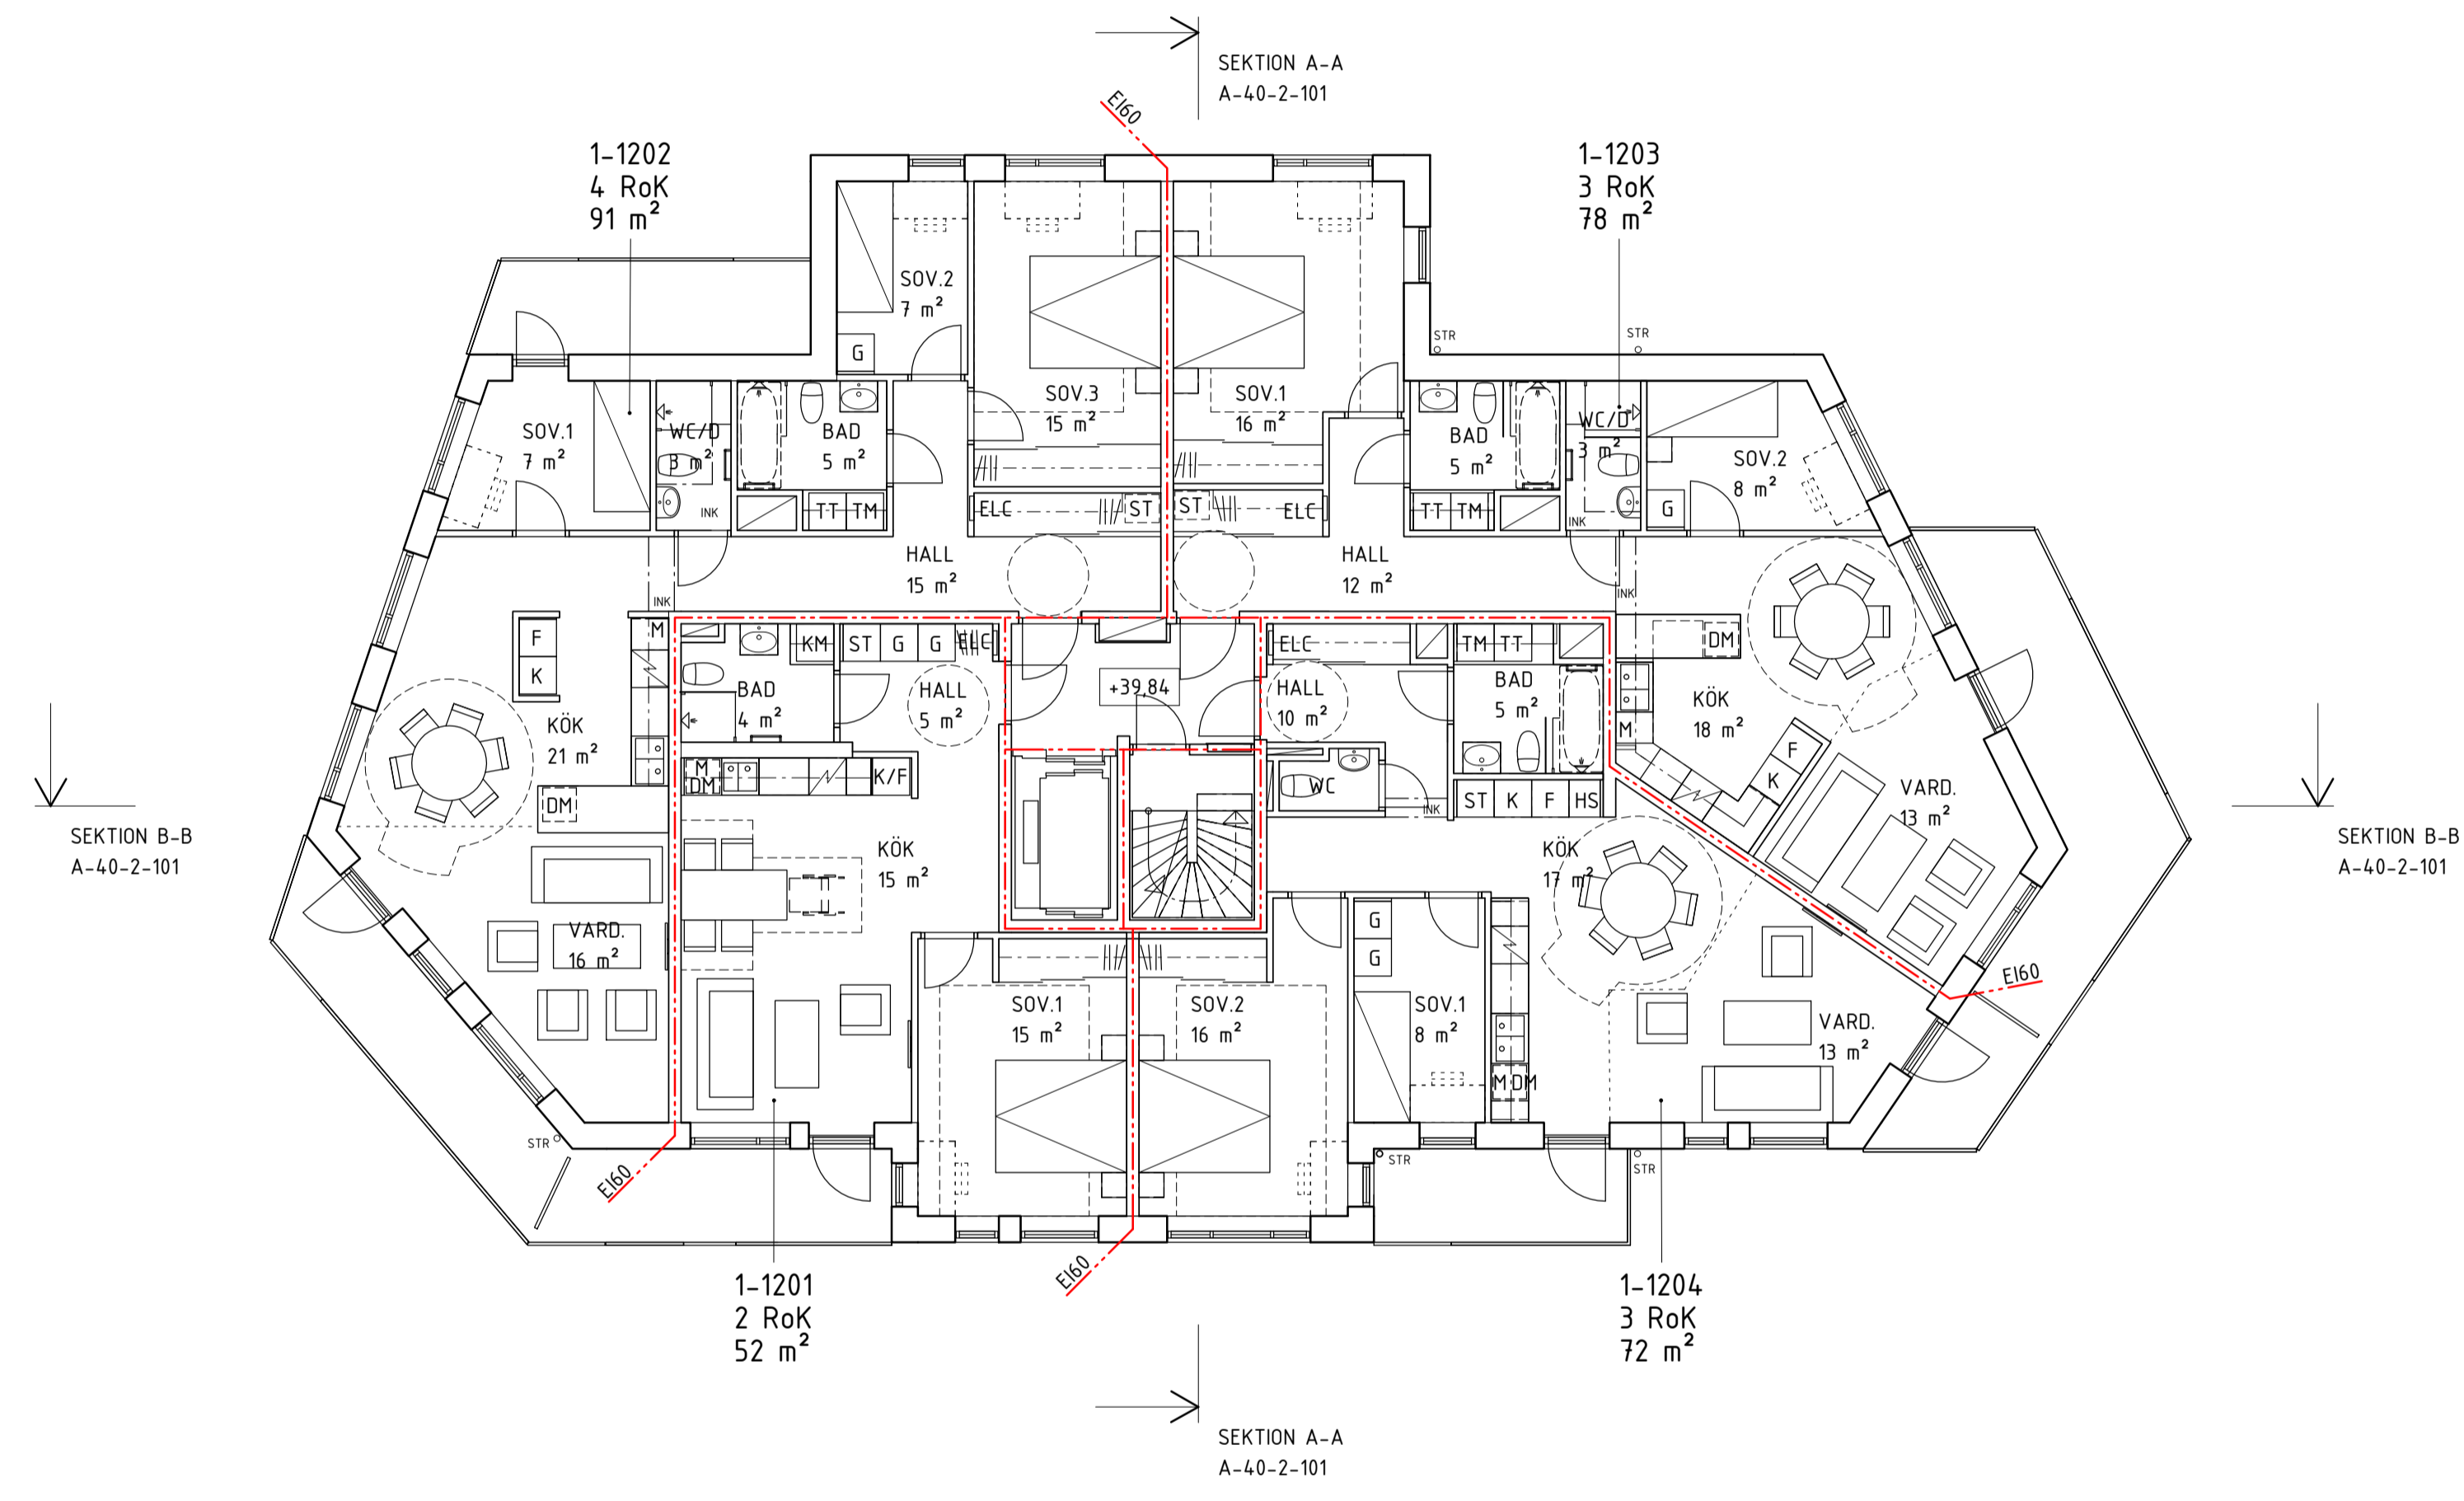 SEKTION A-A
A-40-2-101
EI60
1-1202
4 RoK
91 m²
1-1203
3 RoK
78 m²
SOV.2
7 m²
G
STR
STR
SOV.3
15 m²
SOV.1
16 m²
SOV.1
7 m²
WC/D
3 m²
BAD
5 m²
BAD
5 m²
WC/D
3 m²
SOV.2
8 m²
INK
TT
TM
ELC
ST
ST
ELC
TT
TM
INK
G
HALL
15 m²
HALL
12 m²
INK
INK
F
K
M
KM
ST
G
G
ELC
ELC
TM
TT
DM
BAD
4 m²
HALL
5 m²
+39,84
HALL
10 m²
BAD
5 m²
KÖK
21 m²
KÖK
18 m²
M
F
K
DM
M
DM
K/F
WC
INK
ST
K
F
HS
VARD.
13 m²
SEKTION B-B
A-40-2-101
SEKTION B-B
A-40-2-101
KÖK
15 m²
KÖK
17 m²
VARD.
16 m²
G
G
EI60
SOV.1
15 m²
SOV.2
16 m²
SOV.1
8 m²
VARD.
13 m²
M
DM
STR
STR
STR
EI60
EI60
1-1201
2 RoK
52 m²
1-1204
3 RoK
72 m²
SEKTION A-A
A-40-2-101